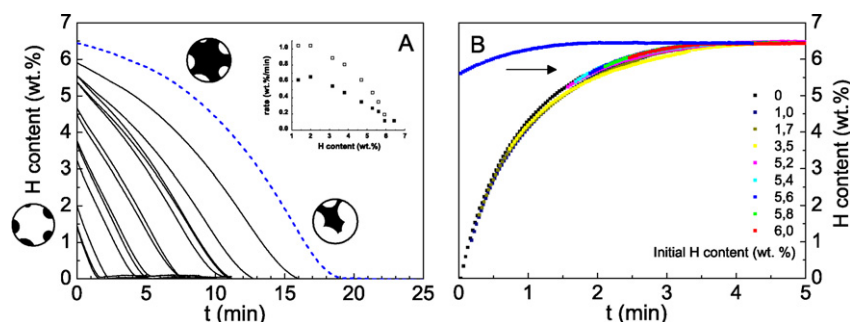 7
6
5
4
3
2
1
0
H content (wt.%)
0 5 10 15 20 25
t (min)
A
1.0
0.8
0.6
0.4
0.2
0.0
rate (wt.%/min)
1 2 3 4 5 6 7
H content (wt.%)
B
0
1,0
1,7
3,5
5,2
5,4
5,6
5,8
6,0
Initial H content (wt. %)
0 1 2 3 4 5
t (min)
7
6
5
4
3
2
1
0
H content (wt.%)